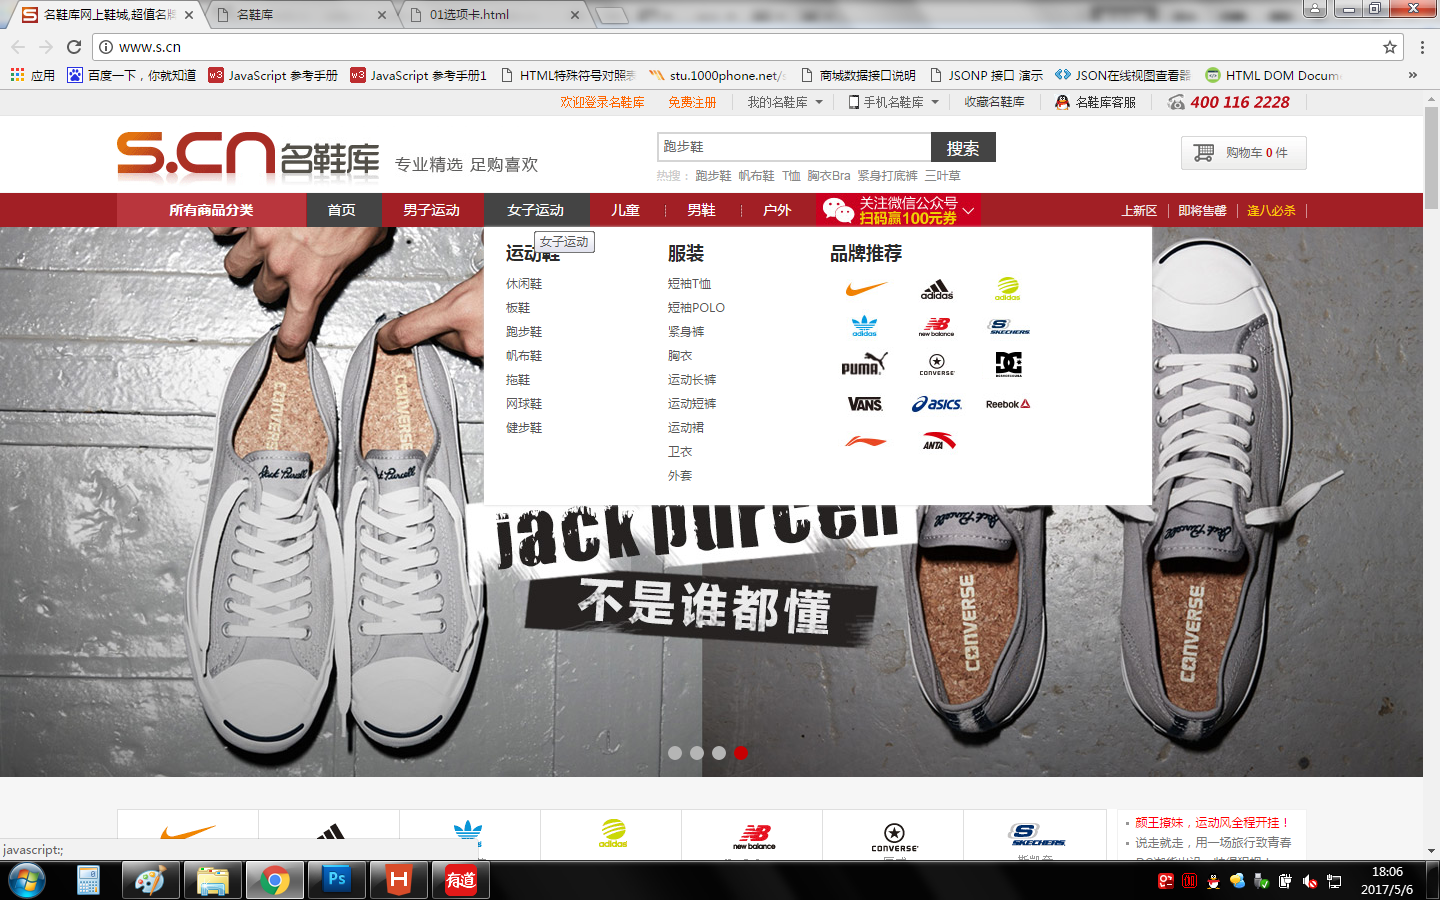 名鞋库网上鞋城,超值名牌
名鞋库
01选项卡.html
www.s.cn
应用
百度一下，你就知道
JavaScript 参考手册
JavaScript 参考手册1
HTML特殊符号对照表
stu.1000phone.net/s
商城数据接口说明
JSONP 接口 演示
JSON在线视图查看器
HTML DOM Docum
»
欢迎登录名鞋库
免费注册
我的名鞋库
手机名鞋库
收藏名鞋库
名鞋库客服
400 116 2228
s.cn 名鞋库
专业精选 足购喜欢
跑步鞋
搜索
购物车 0 件
热搜： 跑步鞋 帆布鞋 T恤 胸衣Bra 紧身打底裤 三叶草
所有商品分类
首页
男子运动
女子运动
儿童
男鞋
户外
关注微信公众号
扫码赢100元券
上新区
即将售罄
逢八必杀
女子运动
运动鞋
休闲鞋
板鞋
跑步鞋
帆布鞋
拖鞋
网球鞋
健步鞋
服装
短袖T恤
短袖POLO
紧身裤
胸衣
运动长裤
运动短裤
运动裙
卫衣
外套
品牌推荐
adidas
adidas
adidas
new balance
SKECHERS
PUMA
CONVERSE
DC
VANS
asics
Reebok
ANTA
CONVERSE
CONVERSE
Jack Purcell
jack purcell
不是谁都懂
CONVERSE
CONVERSE
adidas
new balance
CONVERSE
SKECHERS
颜王撩妹，运动风全程开挂！
说走就走，用一场旅行致青春
javascript:;
Ps
H
有道
18:06
2017/5/6